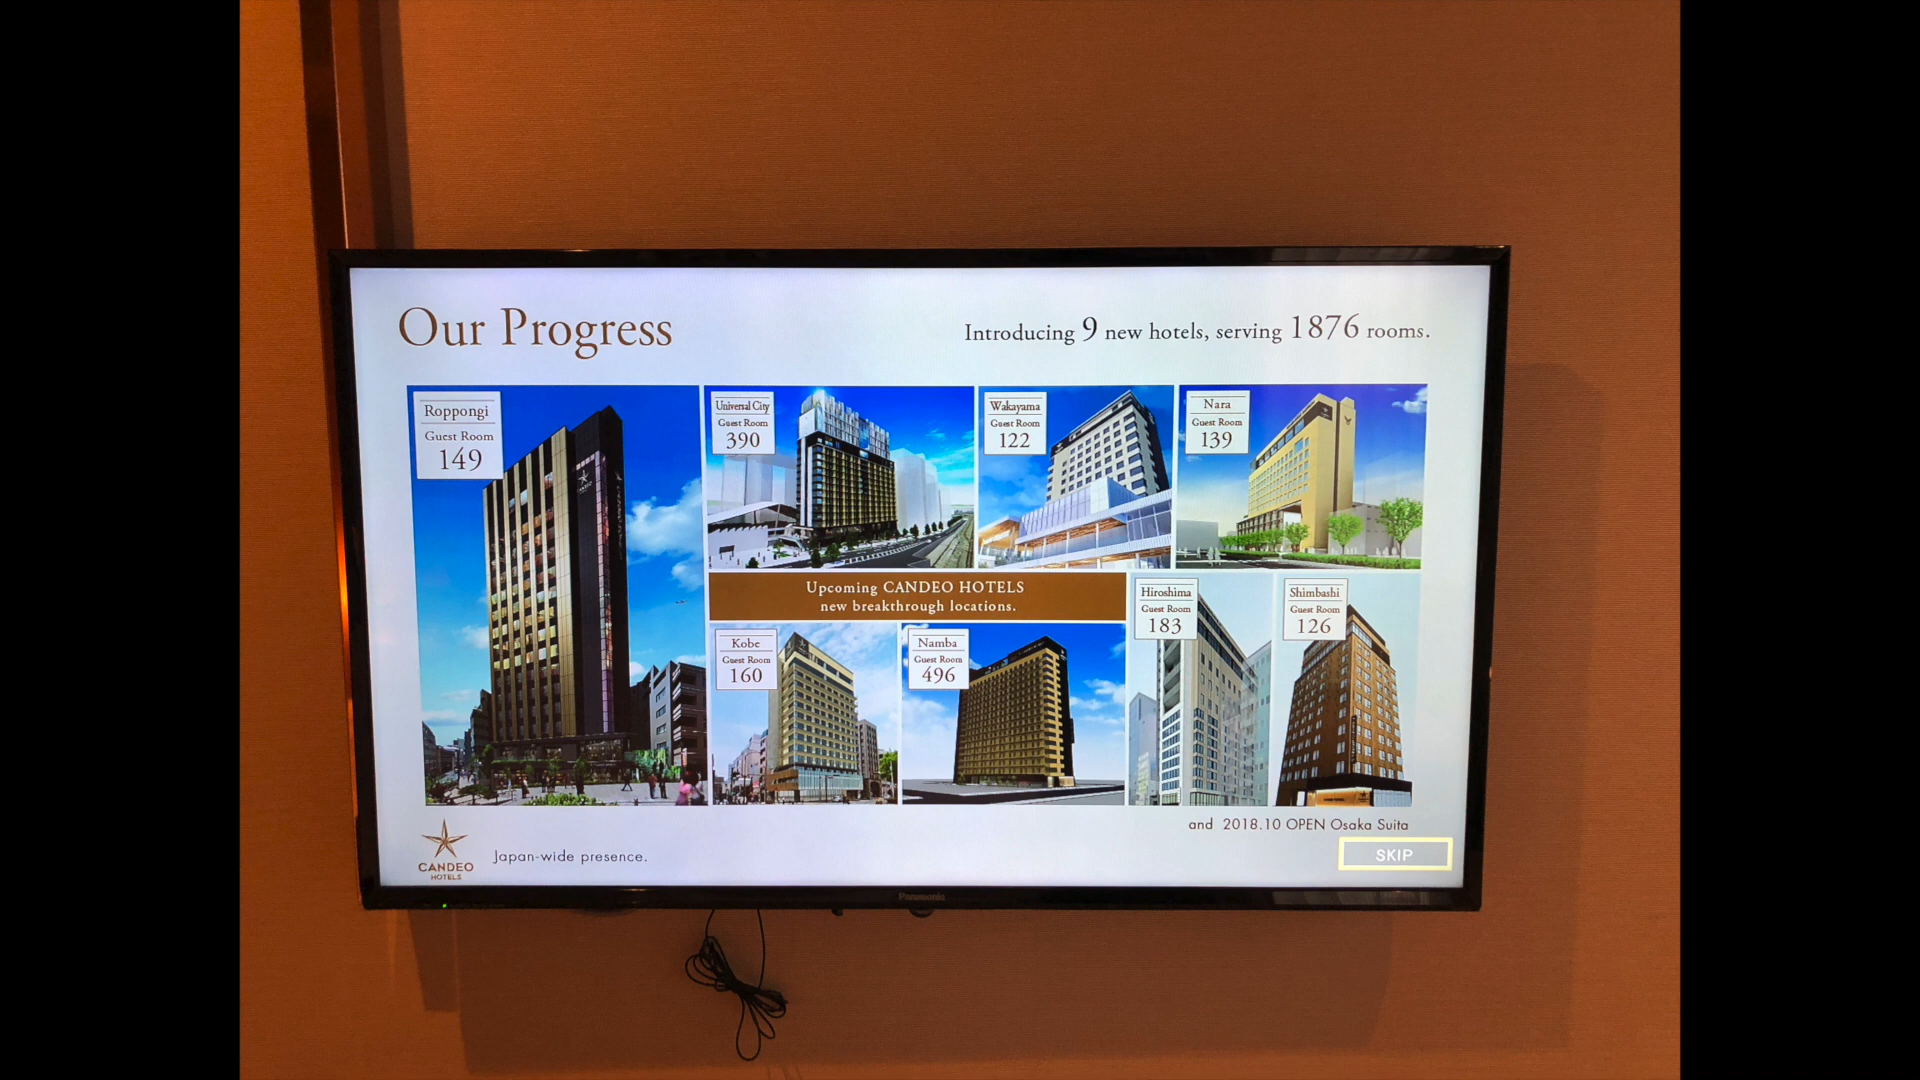 Our Progress
Introducing 9 new hotels, serving 1876 rooms.
Roppongi
Guest Room
149
Universal City
Guest Room
390
Wakayama
Guest Room
122
Nara
Guest Room
139
Upcoming CANDEO HOTELS
new breakthrough locations.
Kobe
Guest Room
160
Namba
Guest Room
496
Hiroshima
Guest Room
183
Shimbashi
Guest Room
126
and 2018.10 OPEN Osaka Suita
CANDEO
HOTELS
Japan-wide presence.
SKIP
Panasonic